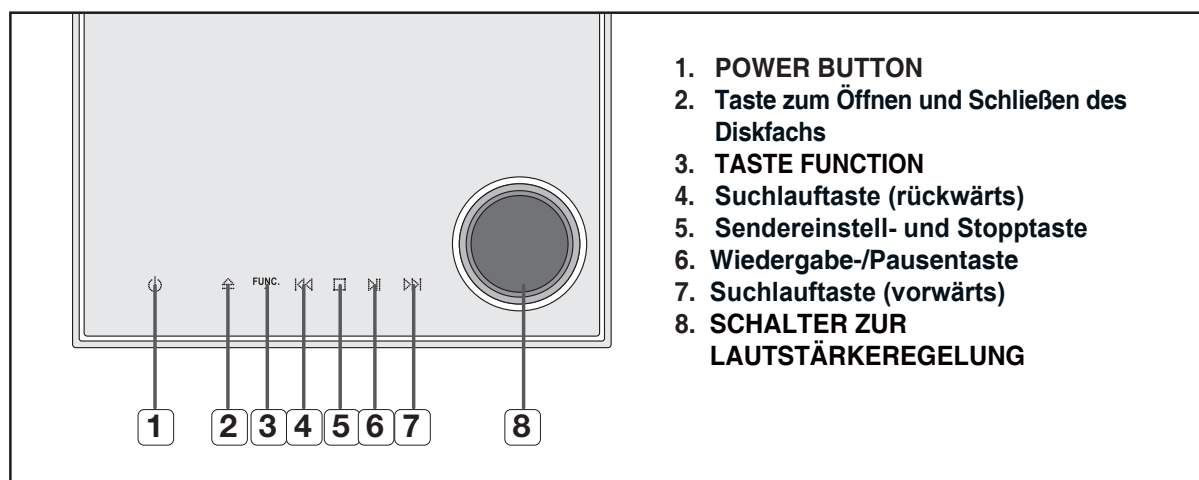 1. POWER BUTTON
2. Taste zum Öffnen und Schließen des
Diskfachs
3. TASTE FUNCTION
4. Suchlauftaste (rückwärts)
5. Sendereinstell- und Stopptaste
6. Wiedergabe-/Pausentaste
7. Suchlauftaste (vorwärts)
8. SCHALTER ZUR
LAUTSTÄRKEREGELUNG
FUNC.
1 2 3 4 5 6 7 8